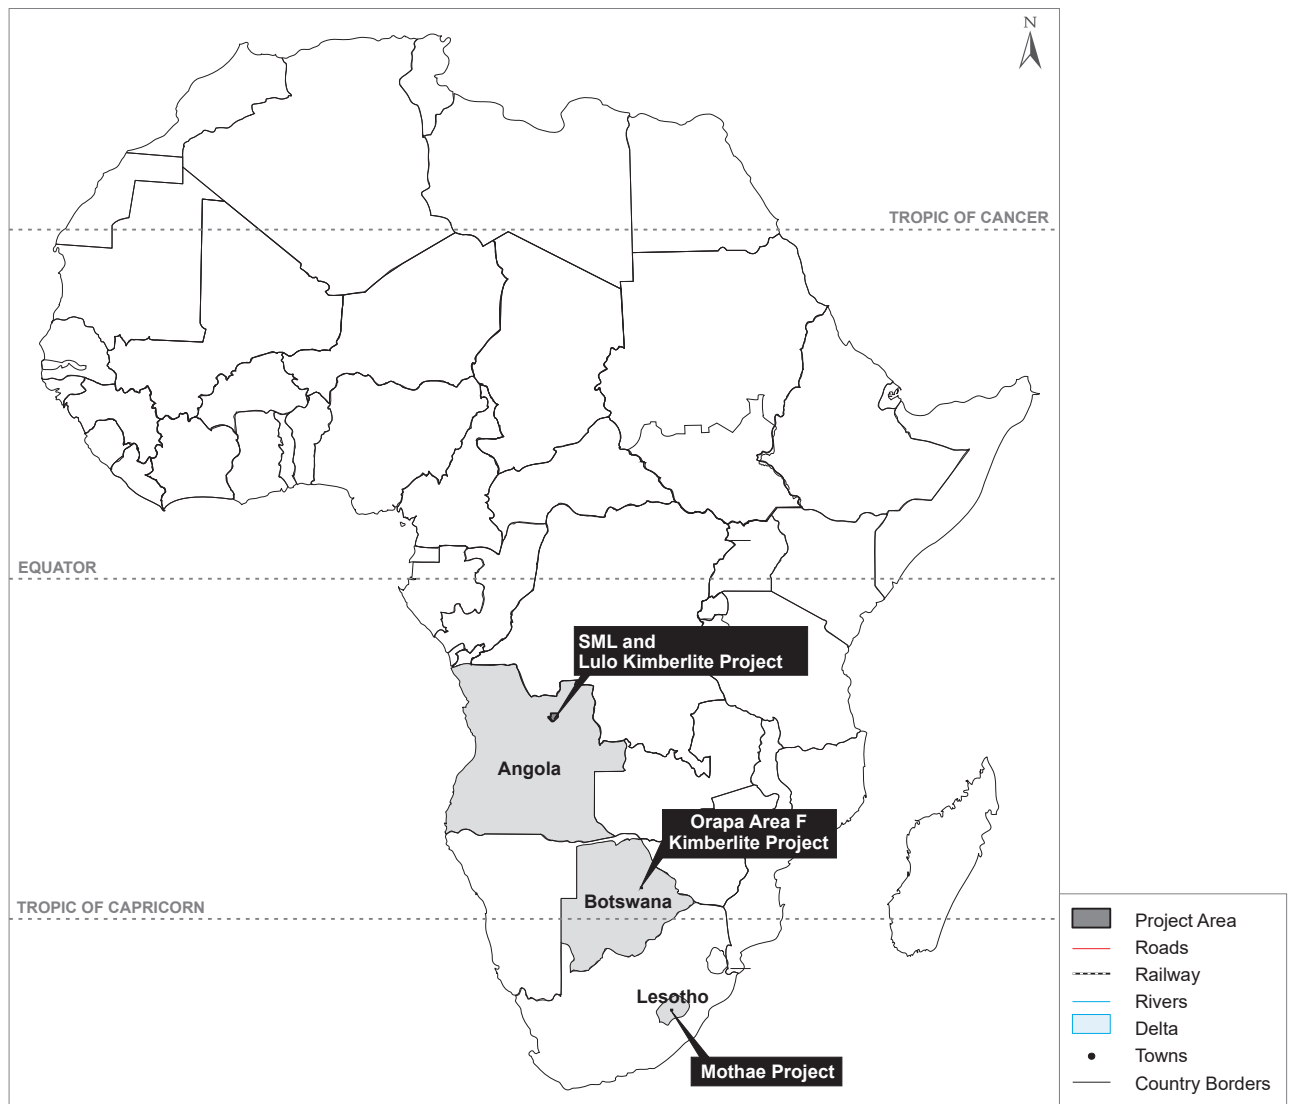 N
TROPIC OF CANCER
EQUATOR
SML and
Lulo Kimberlite Project
Angola
Orapa Area F
Kimberlite Project
Botswana
TROPIC OF CAPRICORN
Lesotho
Mothae Project
Project Area
Roads
Railway
Rivers
Delta
Towns
Country Borders